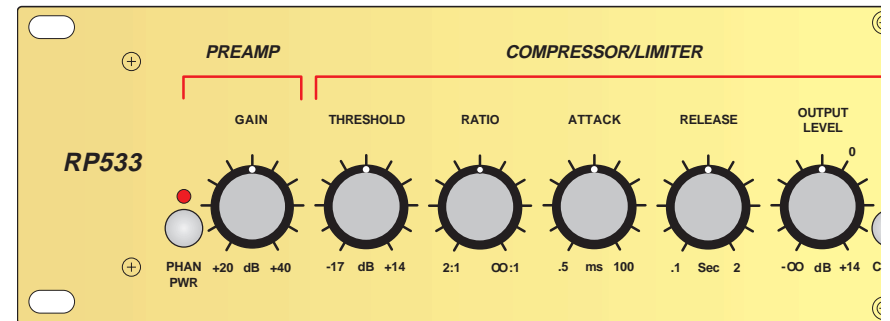 PREAMP COMPRESSOR/LIMITER
GAIN THRESHOLD RATIO ATTACK RELEASE OUTPUT LEVEL
0
RP533
PHAN PWR +20 dB +40 -17 dB +14 2:1 ∞:1 .5 ms 100 .1 Sec 2 -∞ dB +14 C